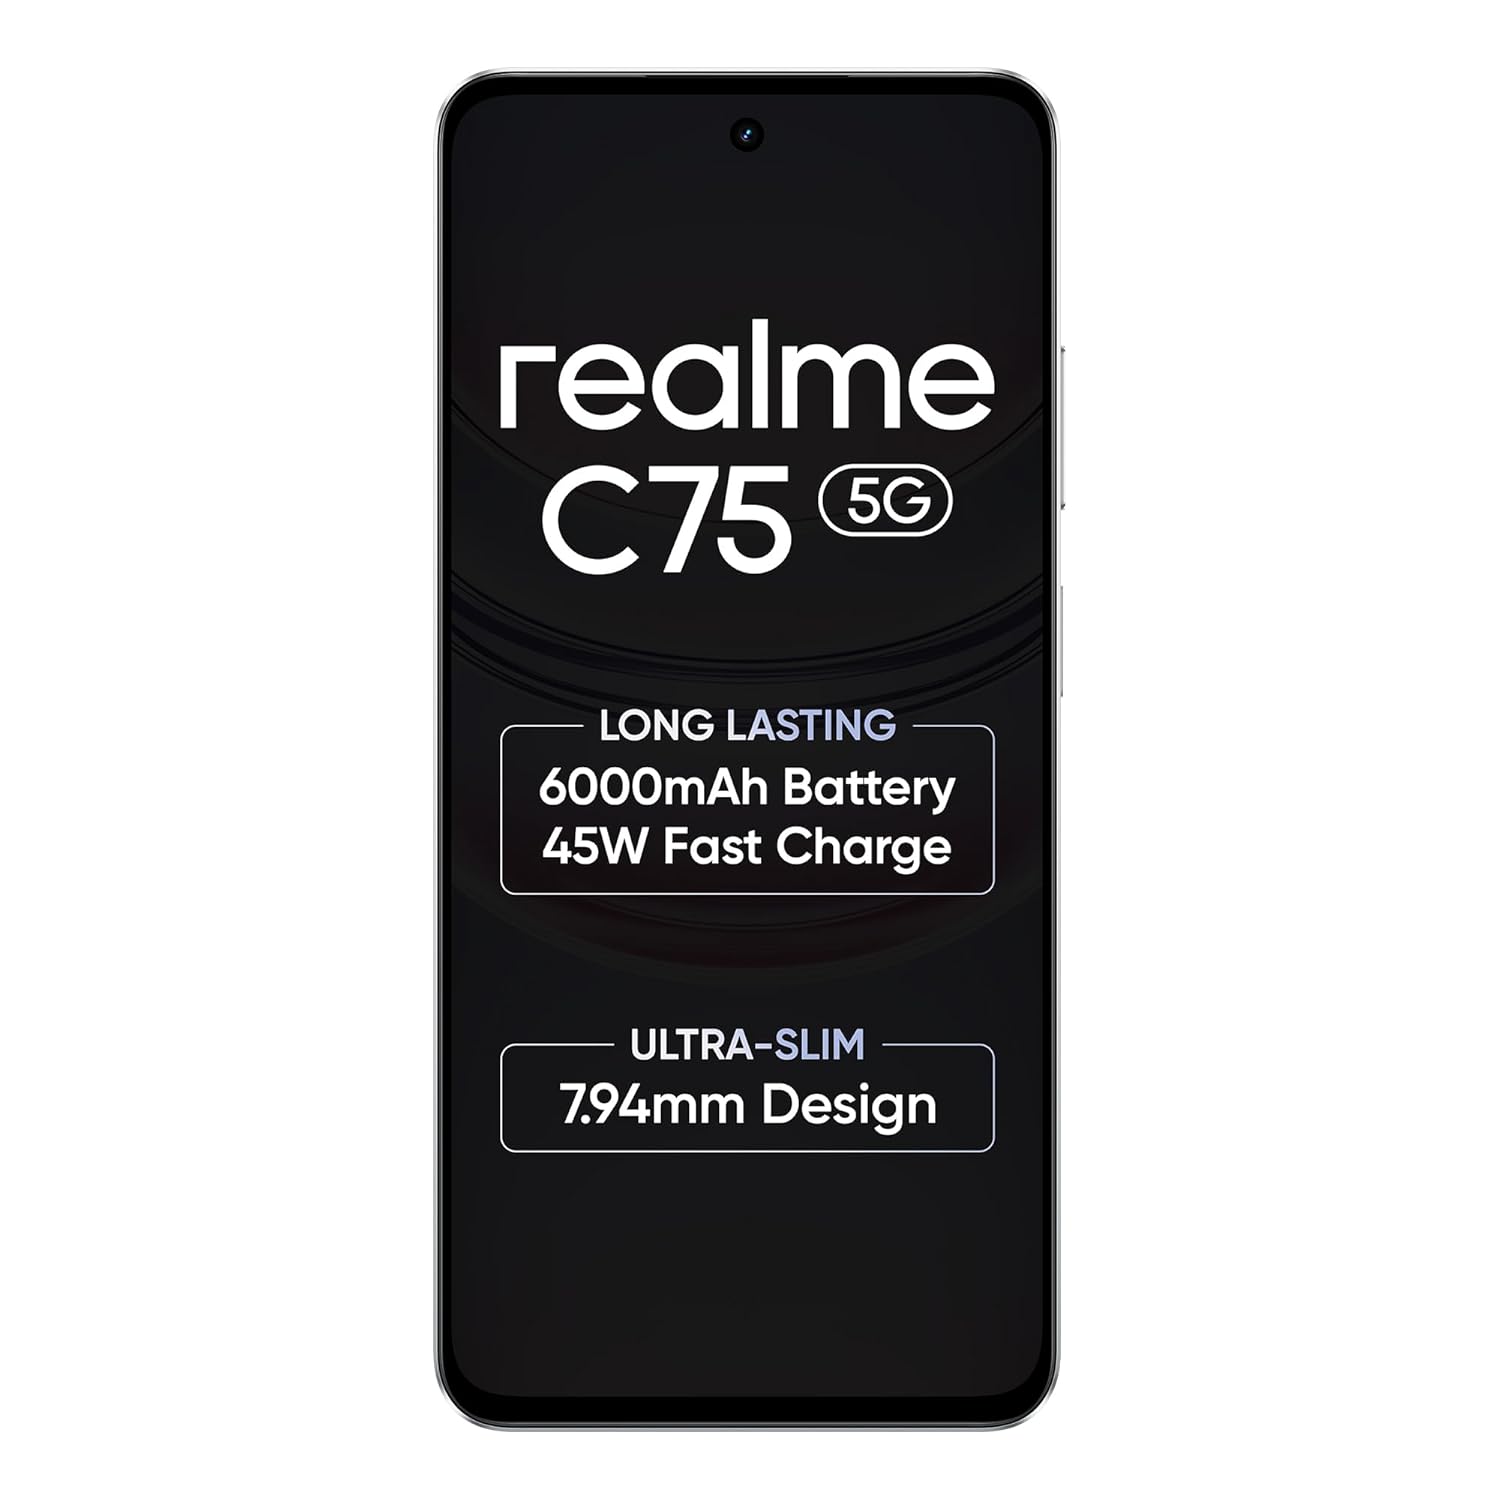 realme
C75 5G
LONG LASTING
6000mAh Battery
45W Fast Charge
ULTRA-SLIM
7.94mm Design